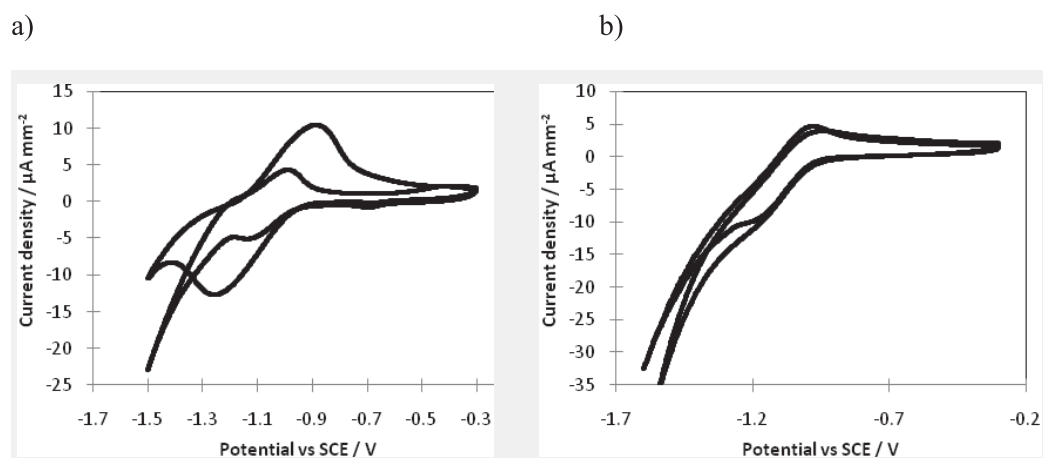 a)
b)
15
10
5
0
-5
-10
-15
-20
-25
Current density / µA mm-2
-1.7 -1.5 -1.3 -1.1 -0.9 -0.7 -0.5 -0.3
Potential vs SCE / V
10
5
0
-5
-10
-15
-20
-25
-30
-35
Current density / µA mm-2
-1.7 -1.2 -0.7 -0.2
Potential vs SCE / V